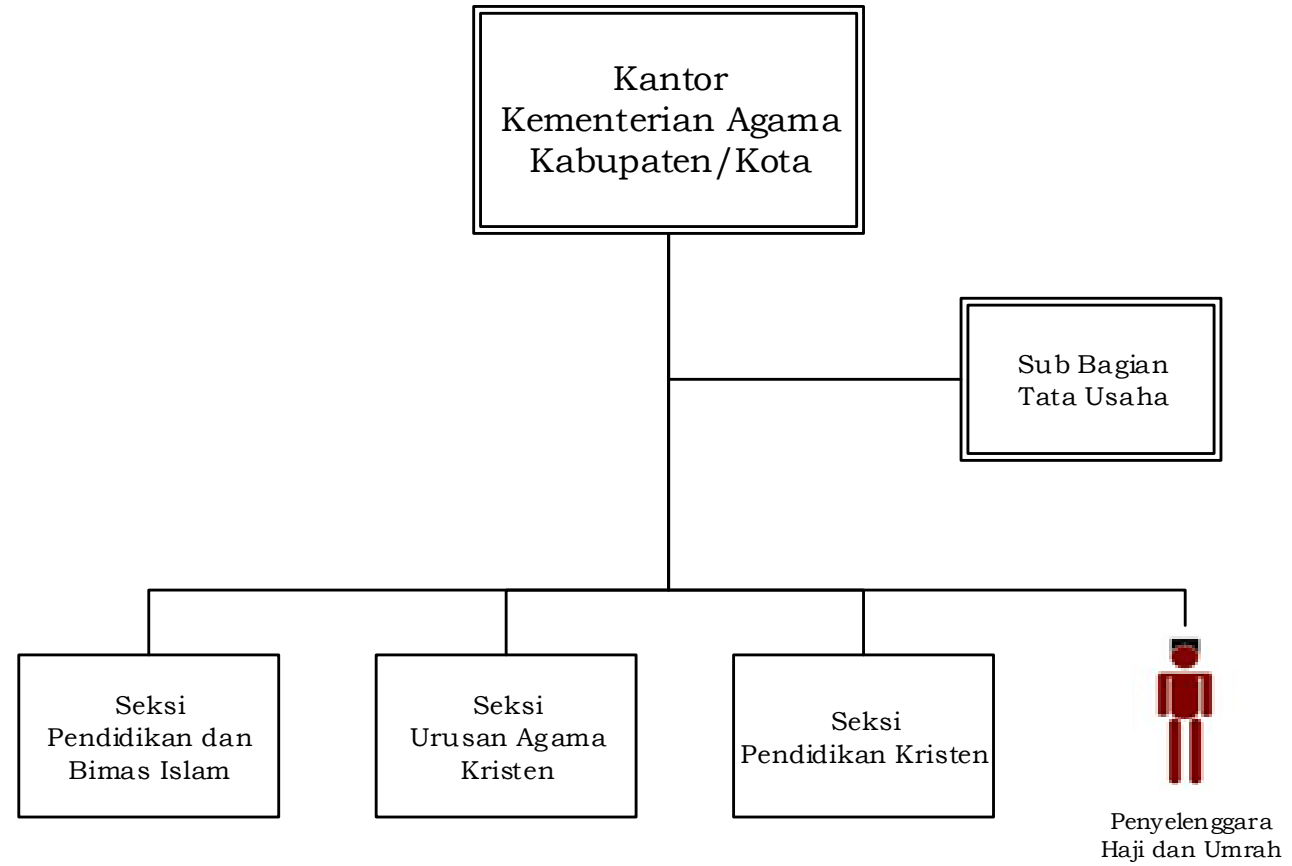 Kantor
Kementerian Agama
Kabupaten/Kota
Sub Bagian
Tata Usaha
Seksi
Pendidikan dan
Bimas Islam
Seksi
Urusan Agama
Kristen
Seksi
Pendidikan Kristen
Penyelenggara
Haji dan Umrah